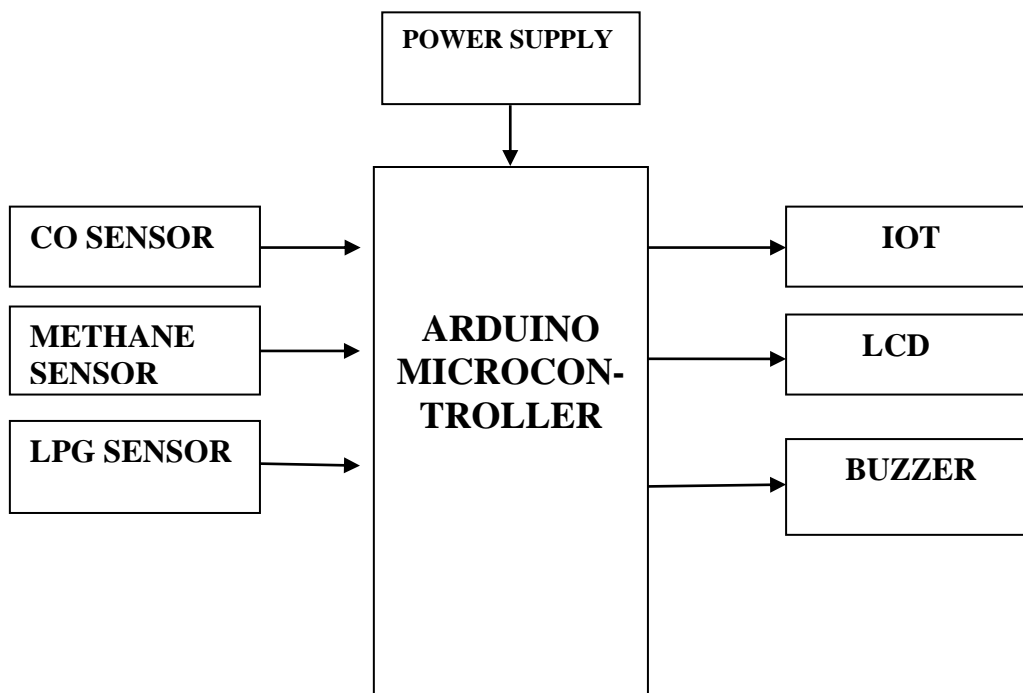 POWER SUPPLY
CO SENSOR
METHANE
SENSOR
LPG SENSOR
ARDUINO
MICROCON-
TROLLER
IOT
LCD
BUZZER